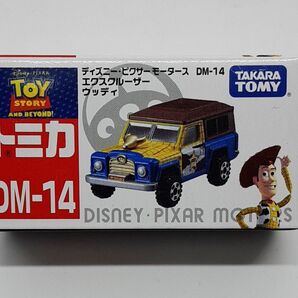 Disney · PIXAR
TOY
STORY
AND BEYOND!
トミカ
DM-14
ディズニー・ピクサー モータース DM-14
エクスクルーザー
ウッディ
TAKARA
TOMY
DISNEY · PIXAR MOTORS